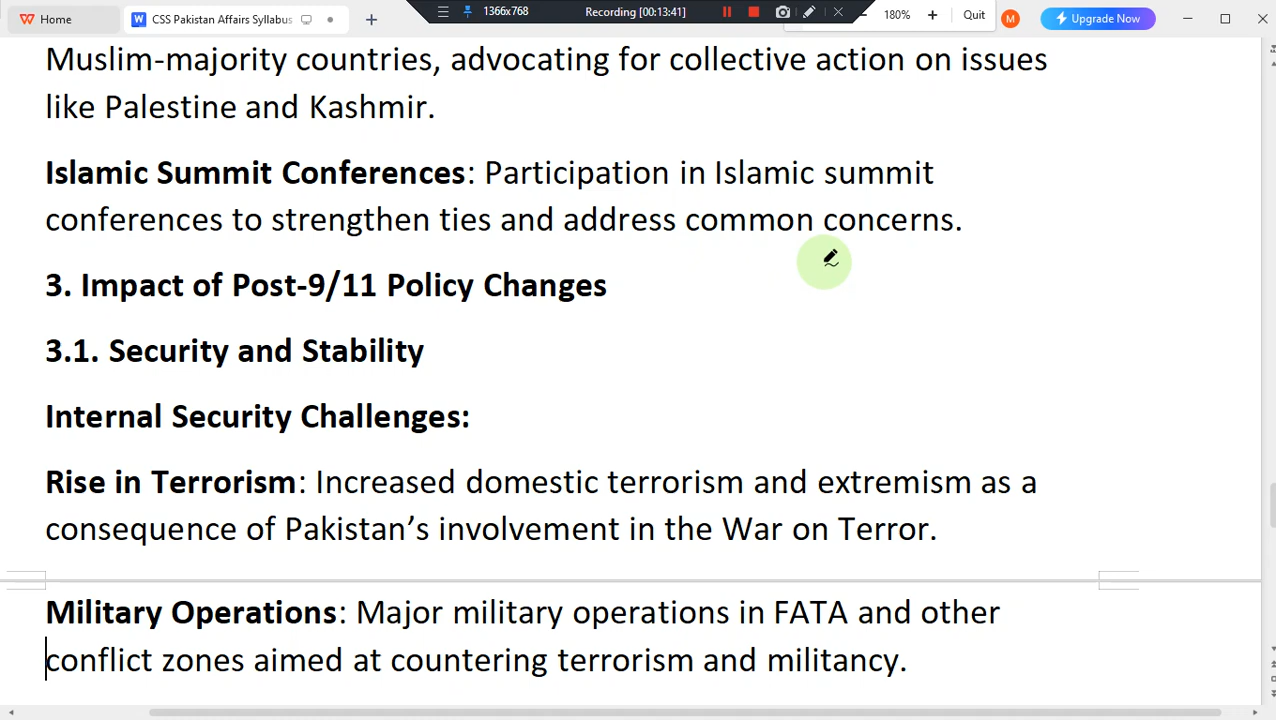 Home
CSS Pakistan Affairs Syllabus
1366x768
Recording [00:13:41]
180%
Quit
M
Upgrade Now
Muslim-majority countries, advocating for collective action on issues
like Palestine and Kashmir.
Islamic Summit Conferences: Participation in Islamic summit
conferences to strengthen ties and address common concerns.
3. Impact of Post-9/11 Policy Changes
3.1. Security and Stability
Internal Security Challenges:
Rise in Terrorism: Increased domestic terrorism and extremism as a
consequence of Pakistan’s involvement in the War on Terror.
Military Operations: Major military operations in FATA and other
conflict zones aimed at countering terrorism and militancy.